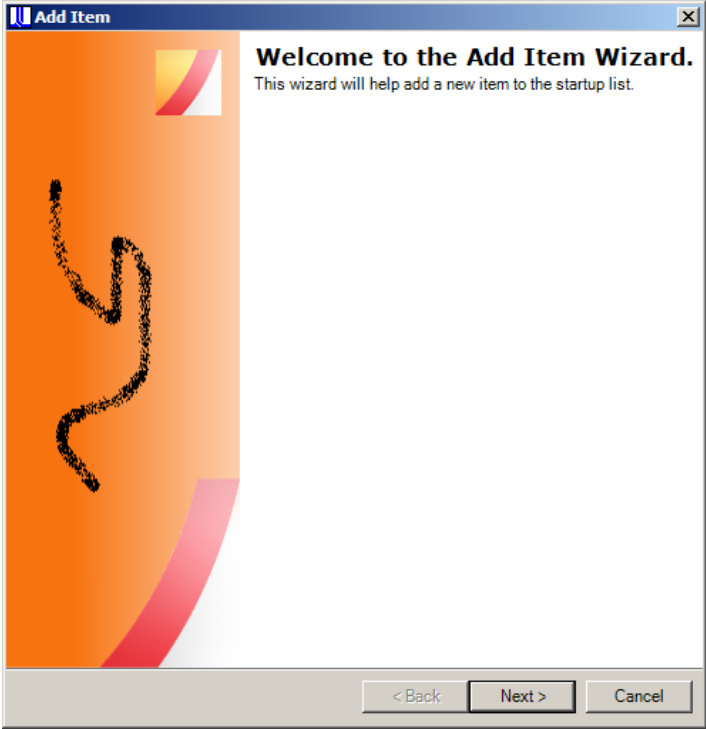 Add Item
Welcome to the Add Item Wizard.
This wizard will help add a new item to the startup list.
< Back
Next >
Cancel